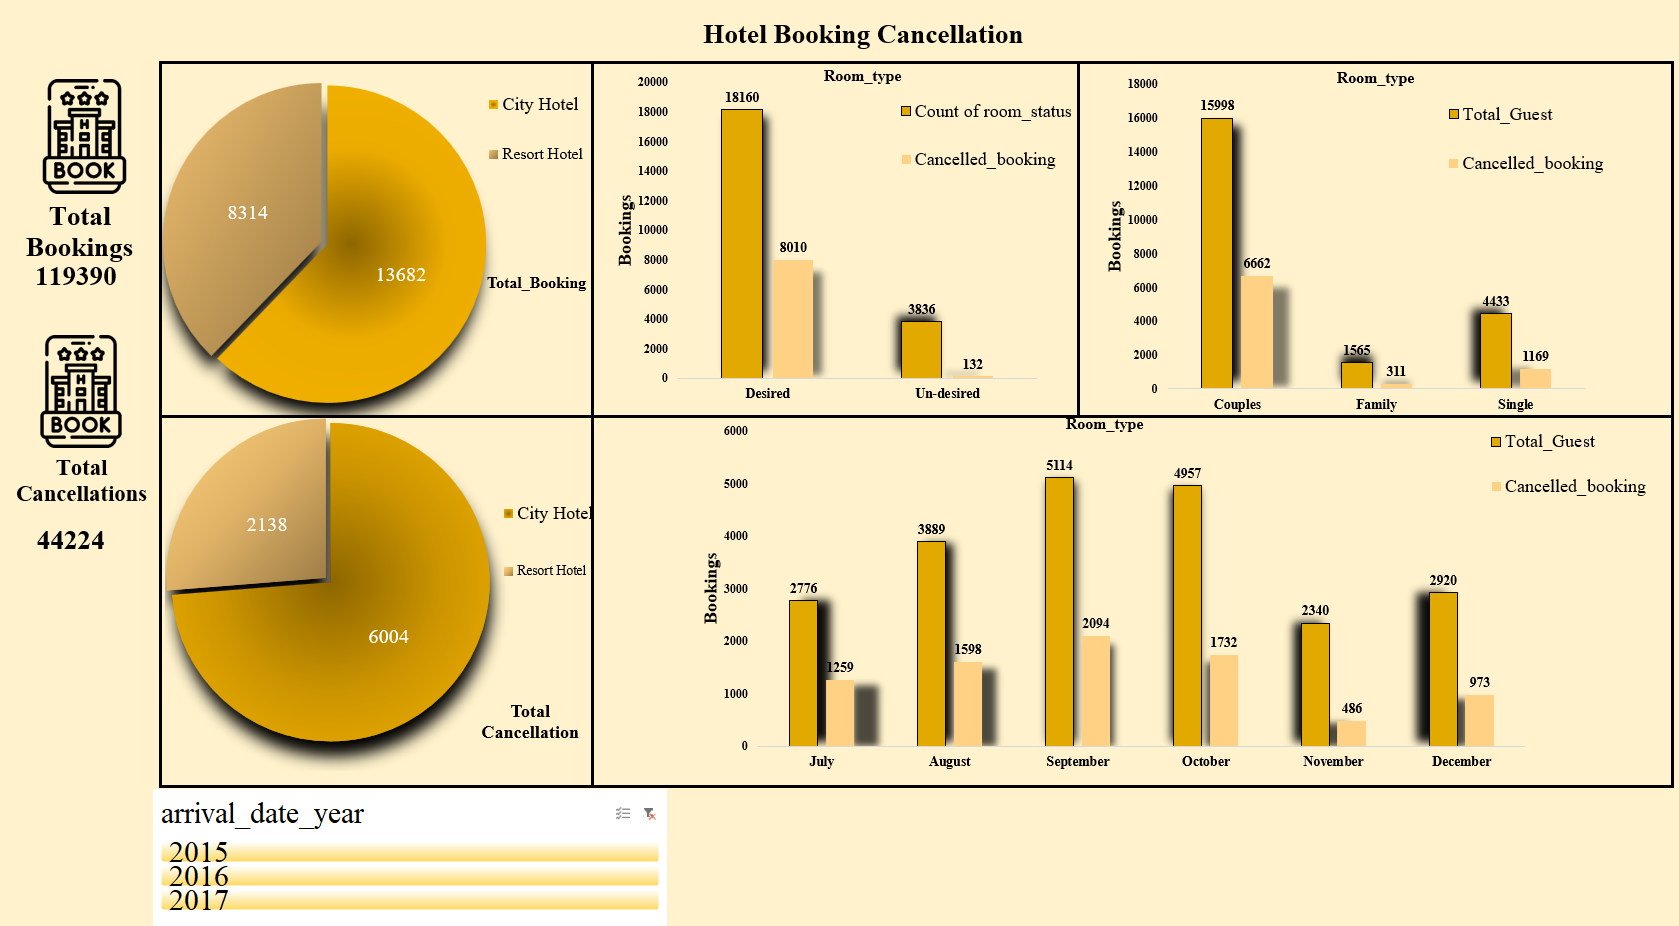 Hotel Booking Cancellation
BOOK
Total
Bookings
119390
BOOK
Total
Cancellations
44224
City Hotel
Resort Hotel
8314
13682
Total_Booking
Room_type
Count of room_status
Cancelled_booking
Bookings
20000
18000
16000
14000
12000
10000
8000
6000
4000
2000
0
18160
8010
3836
132
Desired
Un-desired
Room_type
Total_Guest
Cancelled_booking
Bookings
18000
16000
14000
12000
10000
8000
6000
4000
2000
0
15998
6662
1565
311
4433
1169
Couples
Family
Single
City Hotel
Resort Hotel
2138
6004
Total
Cancellation
Room_type
Total_Guest
Cancelled_booking
Bookings
6000
5000
4000
3000
2000
1000
0
2776
1259
3889
1598
5114
2094
4957
1732
2340
486
2920
973
July
August
September
October
November
December
arrival_date_year
2015
2016
2017